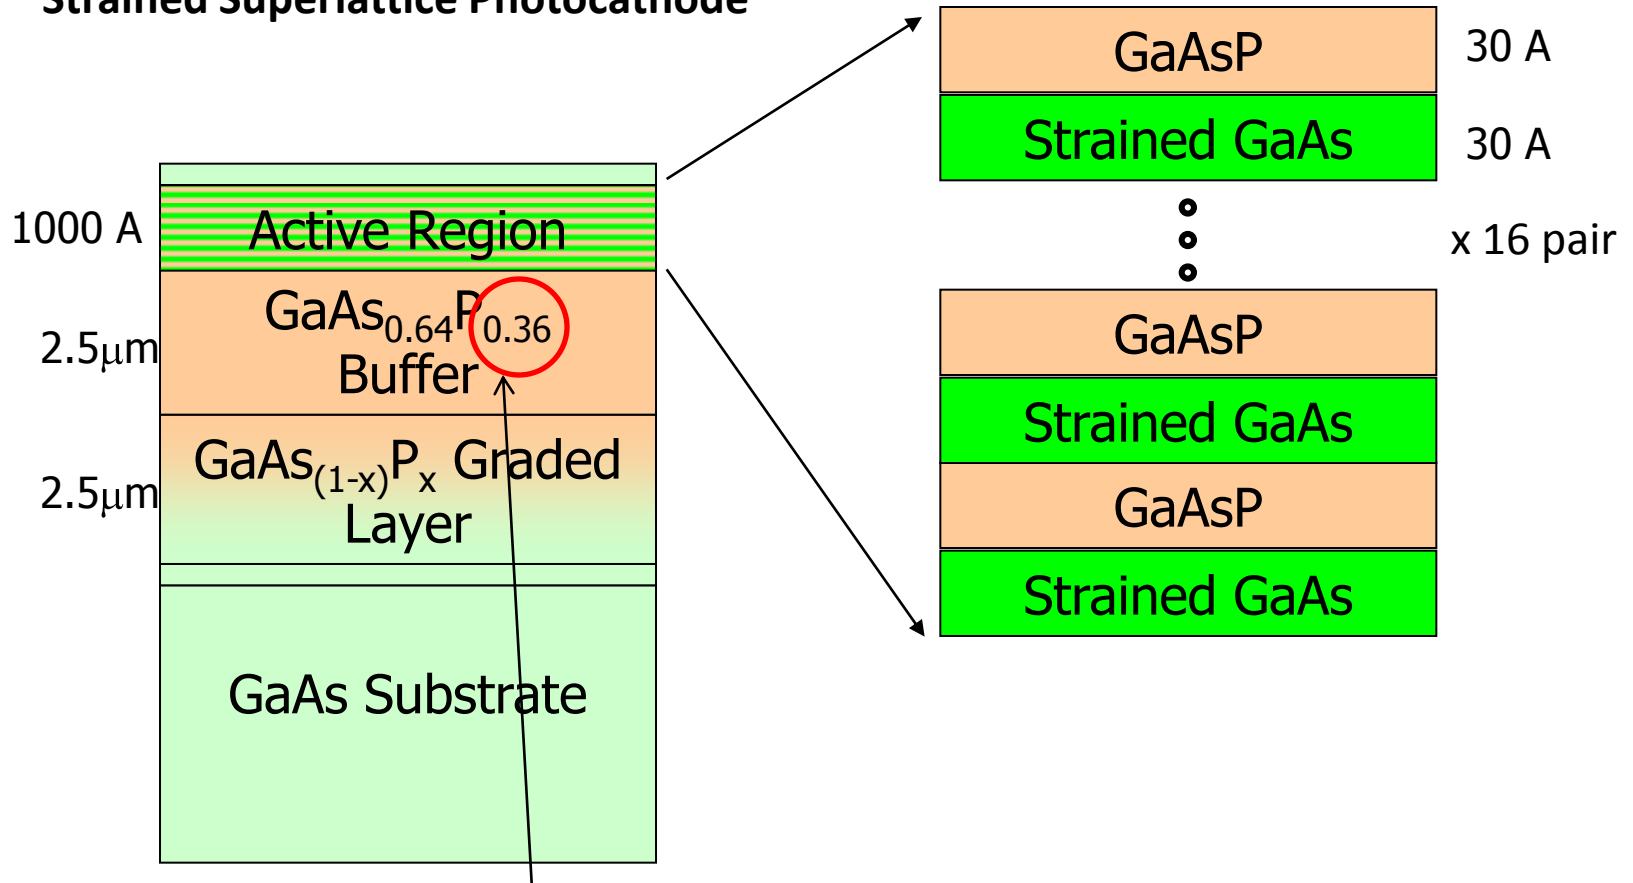 Strained Superlattice Photocathode
1000 A
Active Region
2.5μm
GaAs0.64P0.36
Buffer
2.5μm
GaAs(1-x)Px Graded
Layer
GaAs Substrate
GaAsP
30 A
Strained GaAs
30 A
x 16 pair
GaAsP
Strained GaAs
GaAsP
Strained GaAs